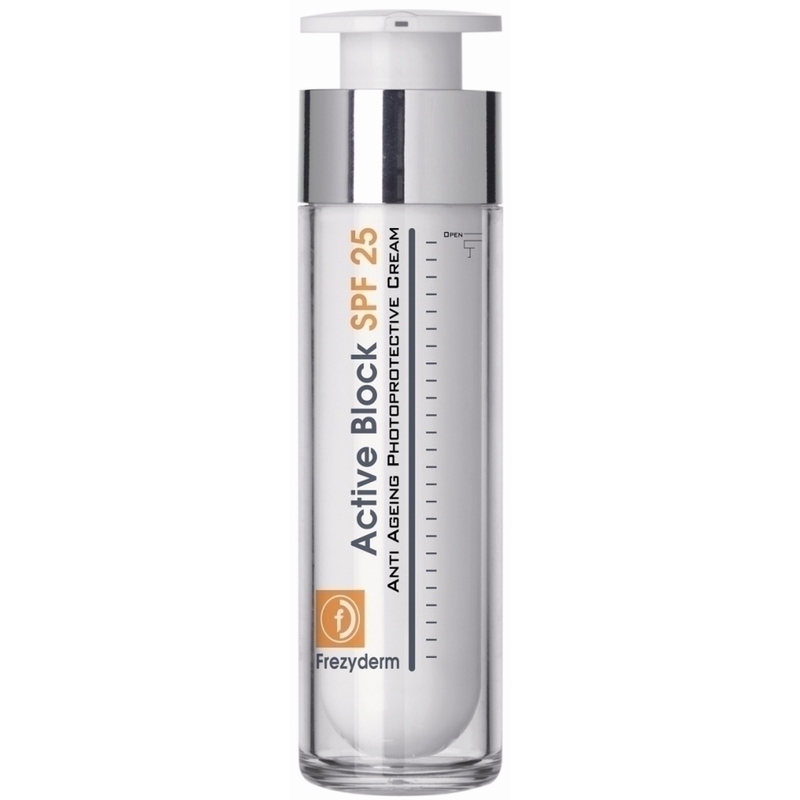 Active Block SPF 25
Anti Ageing Photoprotective Cream
Open
f
Frezyderm